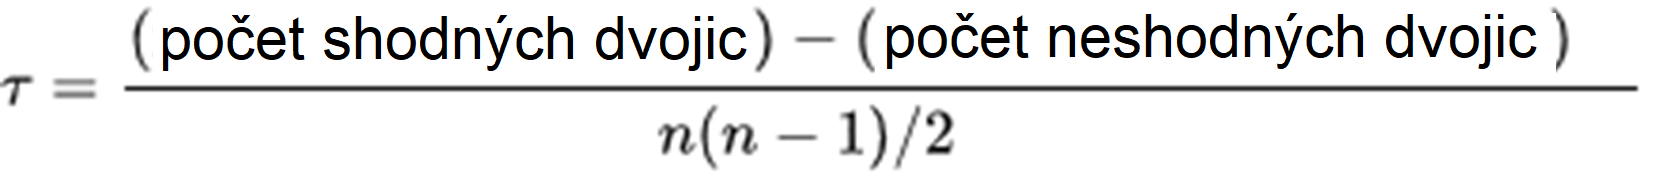 τ = (počet shodných dvojic) − (počet neshodných dvojic )
n(n − 1)/2